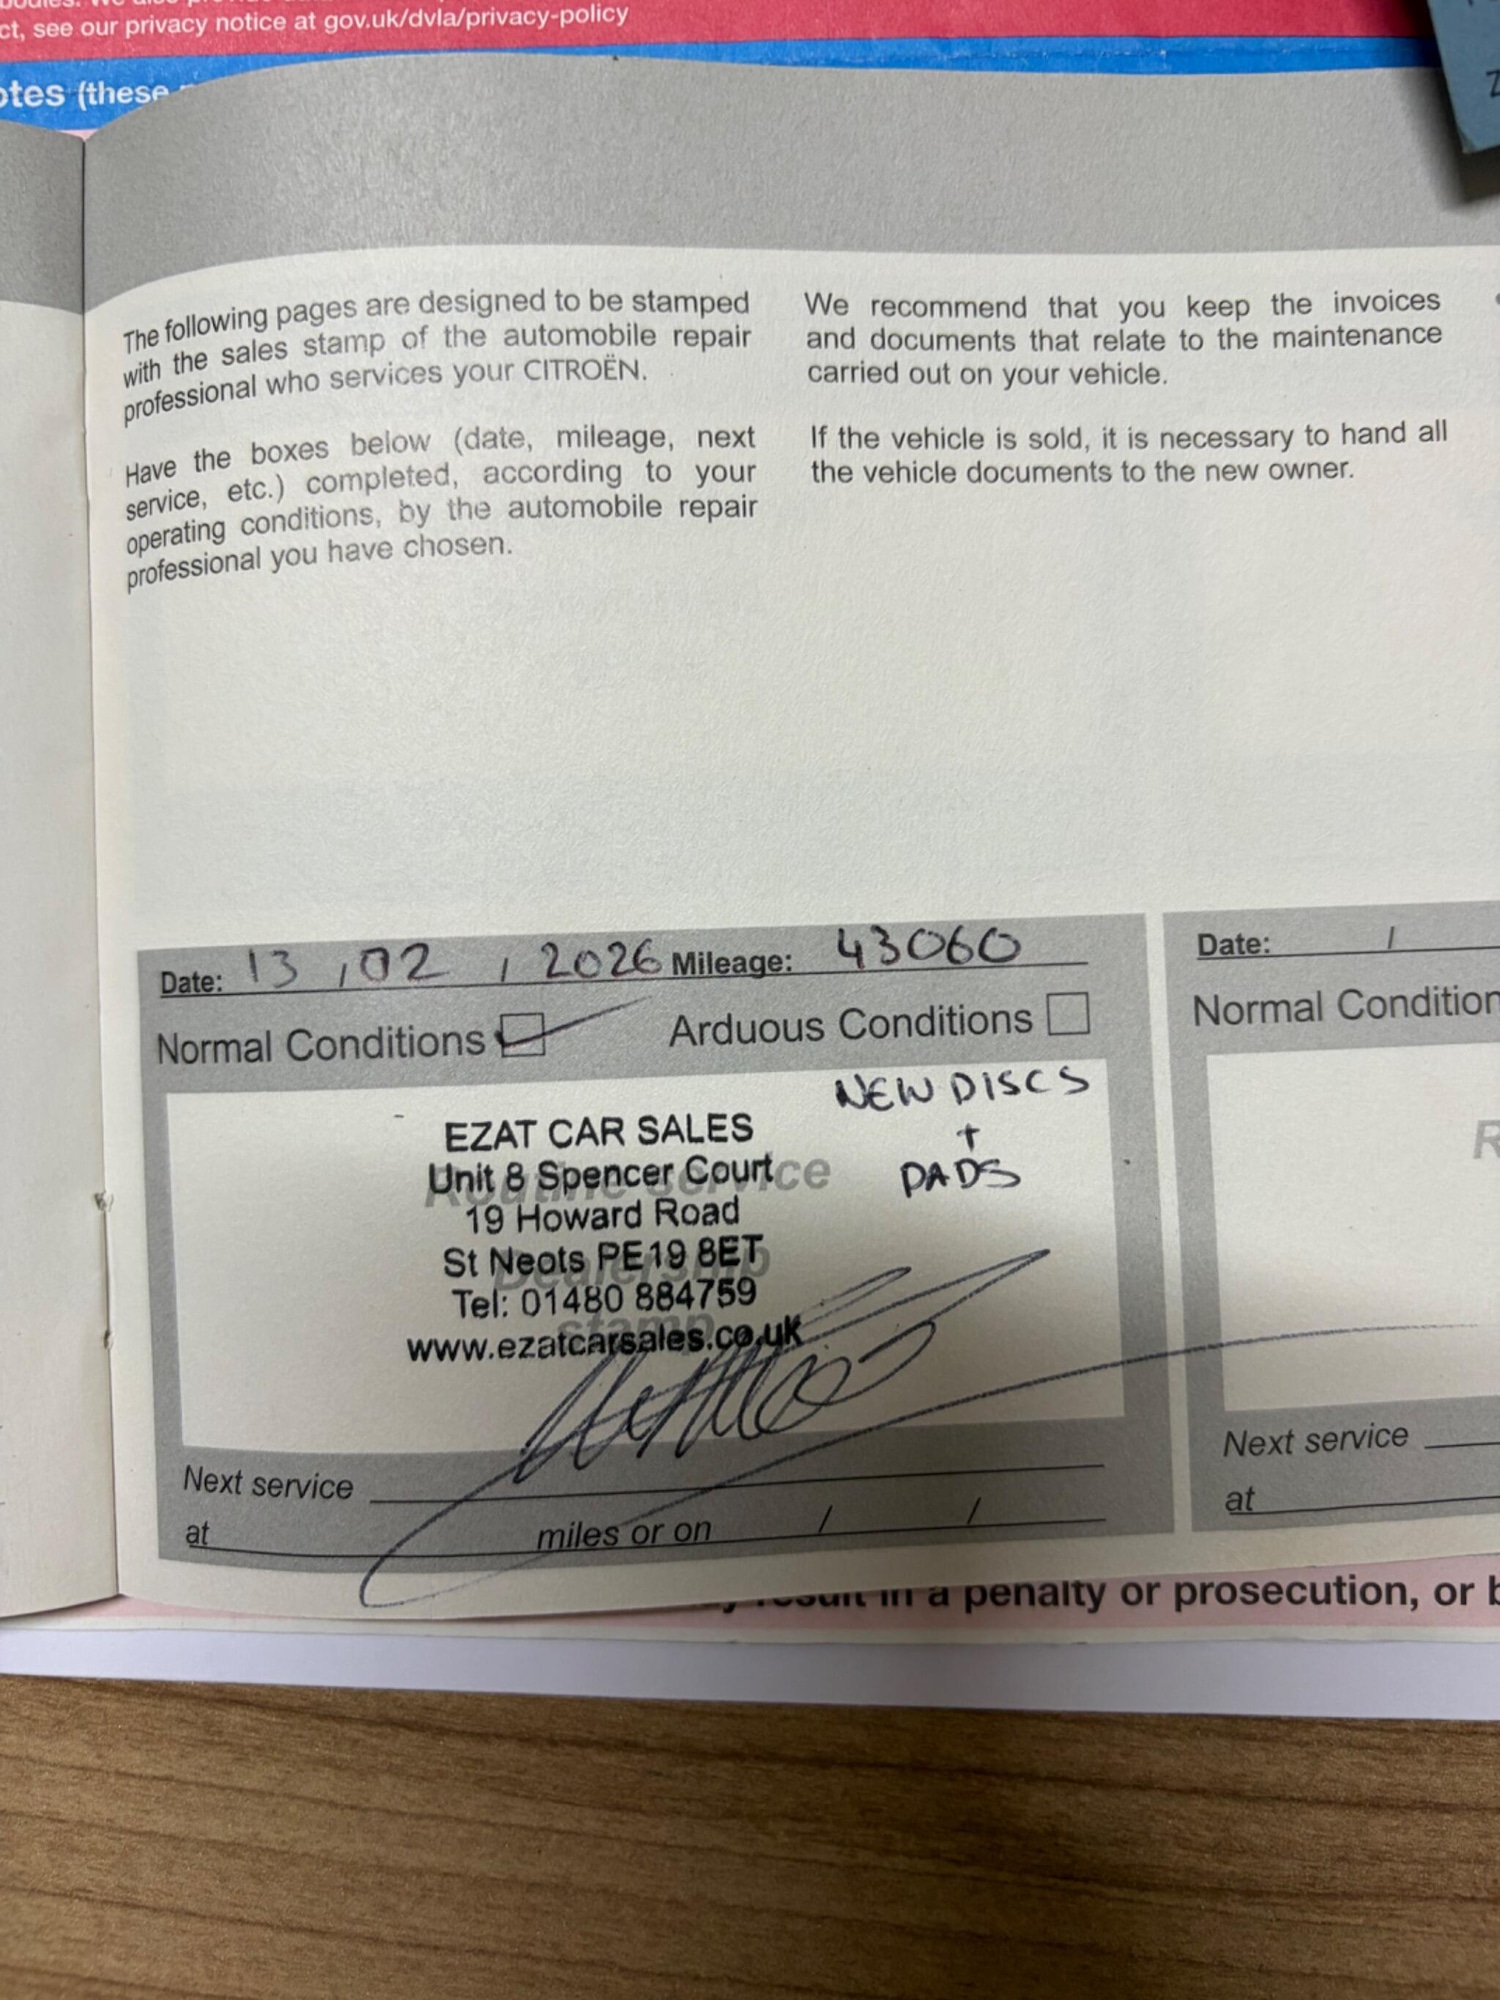 ct, see our privacy notice at gov.uk/dvla/privacy-policy
otes (these
The following pages are designed to be stamped
with the sales stamp of the automobile repair
professional who services your CITROËN.
Have the boxes below (date, mileage, next
service, etc.) completed, according to your
operating conditions, by the automobile repair
professional you have chosen.
We recommend that you keep the invoices
and documents that relate to the maintenance
carried out on your vehicle.
If the vehicle is sold, it is necessary to hand all
the vehicle documents to the new owner.
Date: 13 / 02 / 2026 Mileage: 43060
Normal Conditions Arduous Conditions
NEW DISCS
+
PADS
EZAT CAR SALES
Unit 8 Spencer Court
19 Howard Road
St Neots PE19 8ET
Tel: 01480 884759
www.ezatcarsales.co.uk
Routine service
Dealership
stamp
Next service
at miles or on / /
Date: /
Normal Condition
R
Next service
at
result in a penalty or prosecution, or b